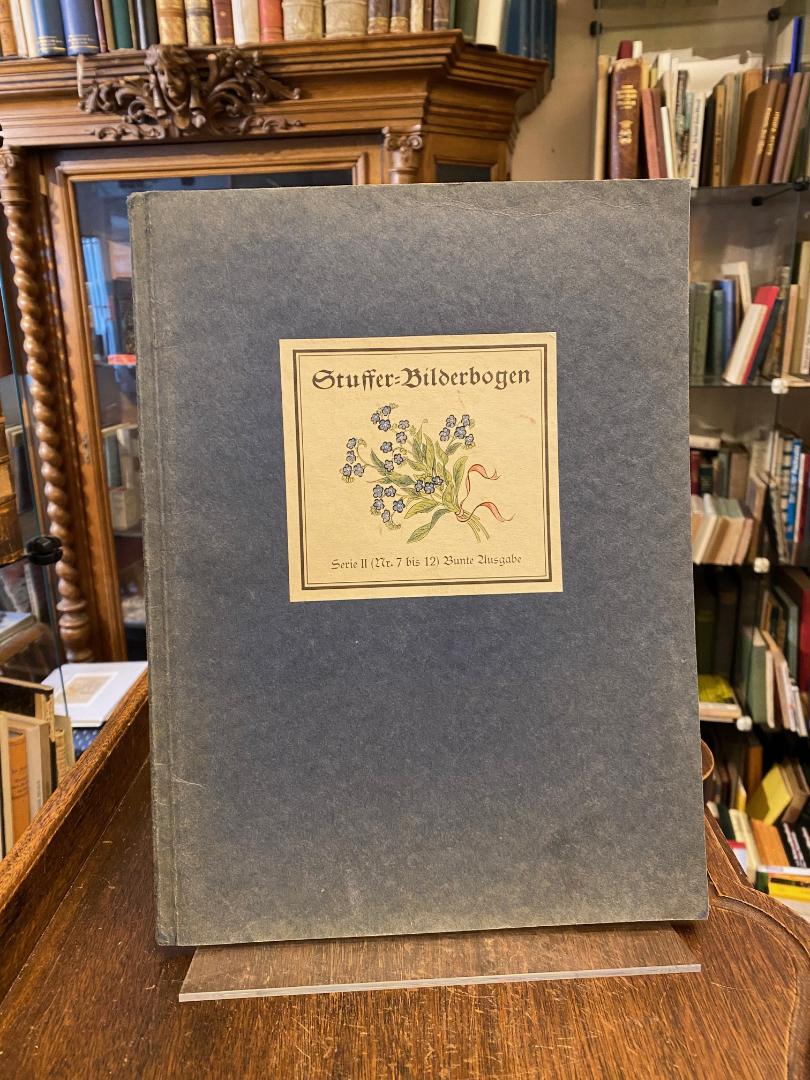 Stuffer=Bilderbogen
Serie II (Nr. 7 bis 12) Bunte Ausgabe